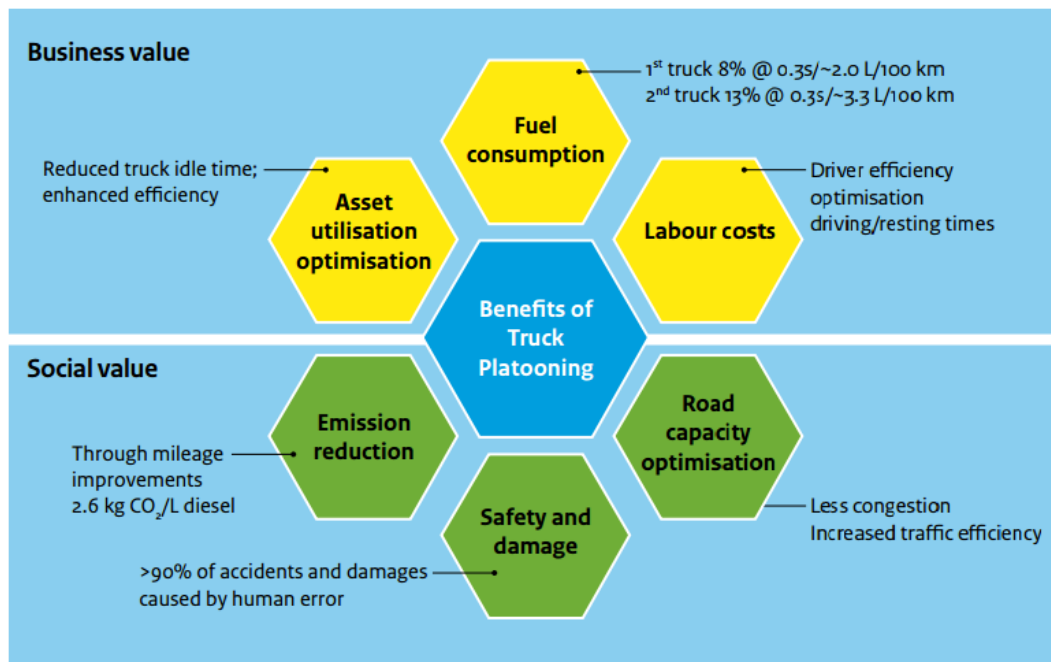 Business value
1st truck 8% @ 0.3s/~2.0 L/100 km
2nd truck 13% @ 0.3s/~3.3 L/100 km
Fuel
consumption
Reduced truck idle time;
enhanced efficiency
Asset
utilisation
optimisation
Driver efficiency
optimisation
driving/resting times
Labour costs
Benefits of
Truck
Platooning
Social value
Emission
reduction
Through mileage
improvements
2.6 kg CO₂/L diesel
Road
capacity
optimisation
Less congestion
Increased traffic efficiency
Safety and
damage
>90% of accidents and damages
caused by human error